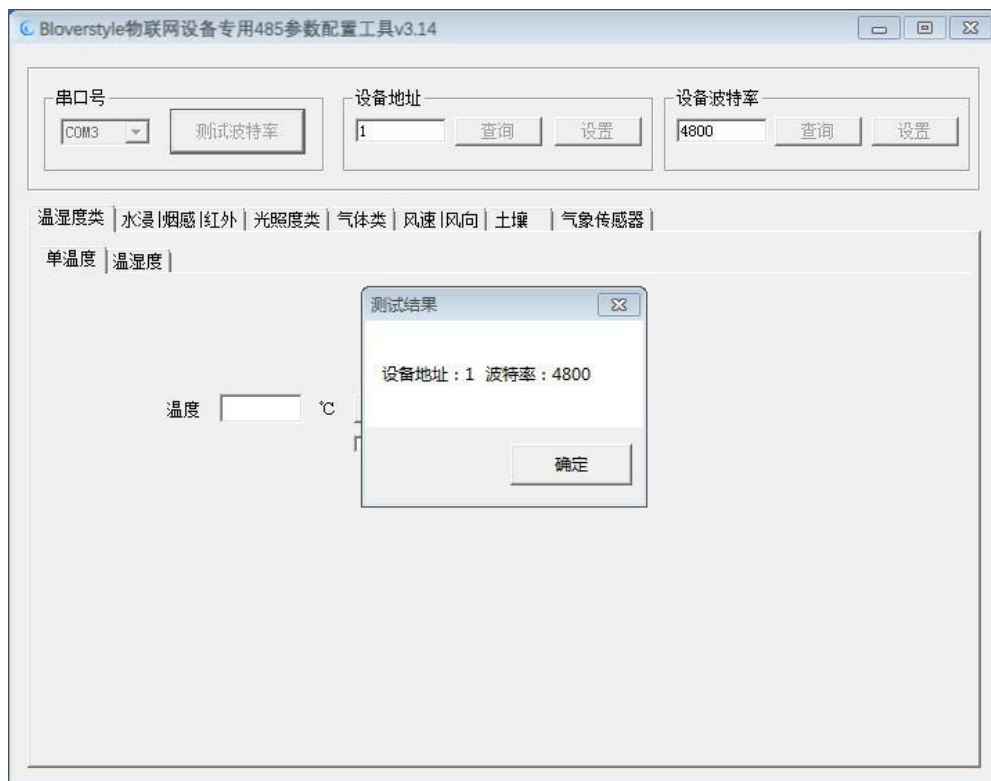 Bloverstyle物联网设备专用485参数配置工具v3.14
串口号
设备地址
设备波特率
COM3
测试波特率
1
查询
设置
4800
查询
设置
温湿度类
水浸|烟感|红外
光照度类
气体类
风速|风向
土壤
气象传感器
单温度
温湿度
测试结果
设备地址：1 波特率：4800
温度
℃
确定